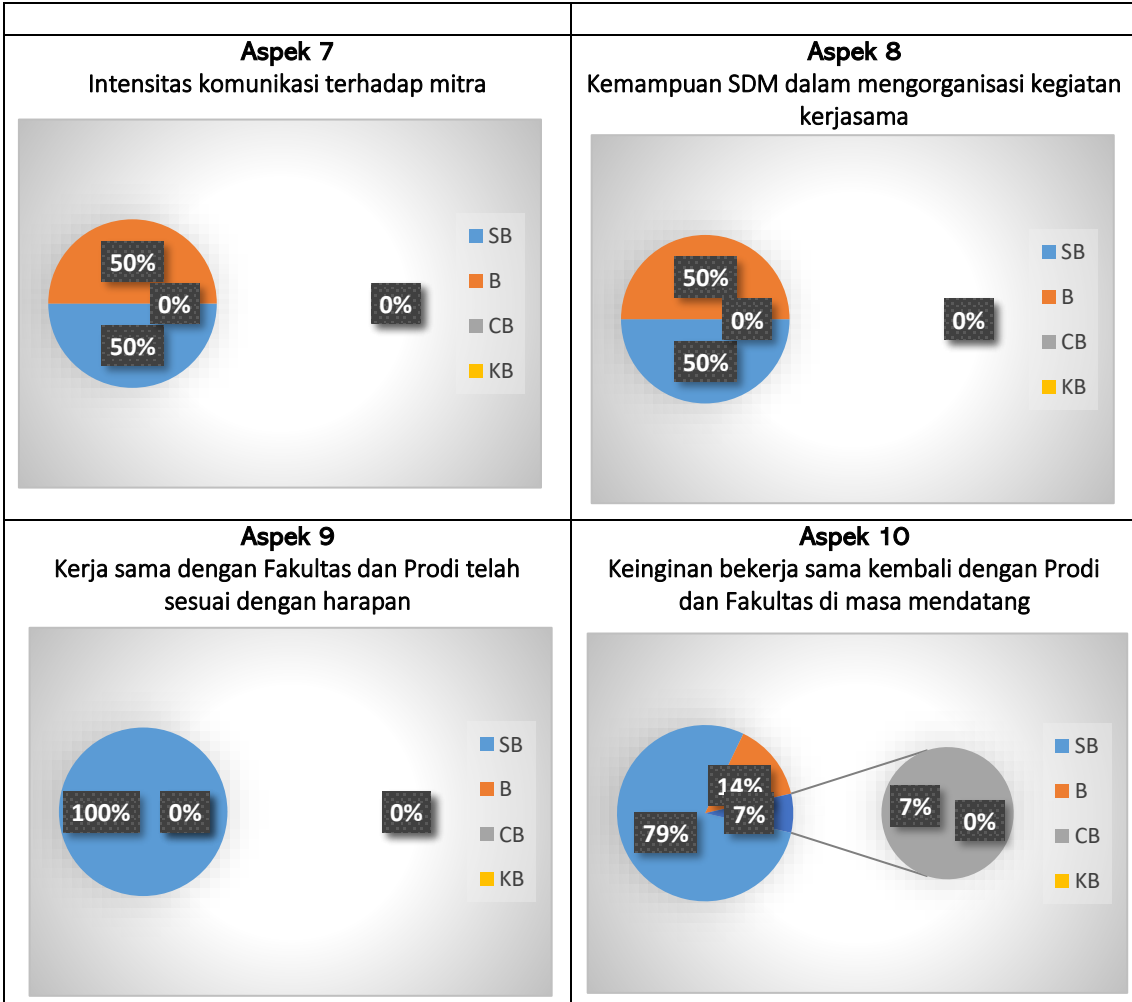 Aspek 7
Intensitas komunikasi terhadap mitra
50%
0%
50%
0%
SB
B
CB
KB
Aspek 8
Kemampuan SDM dalam mengorganisasi kegiatan
kerjasama
50%
0%
50%
0%
SB
B
CB
KB
Aspek 9
Kerja sama dengan Fakultas dan Prodi telah
sesuai dengan harapan
100%
0%
0%
SB
B
CB
KB
Aspek 10
Keinginan bekerja sama kembali dengan Prodi
dan Fakultas di masa mendatang
14%
7%
79%
7%
0%
SB
B
CB
KB